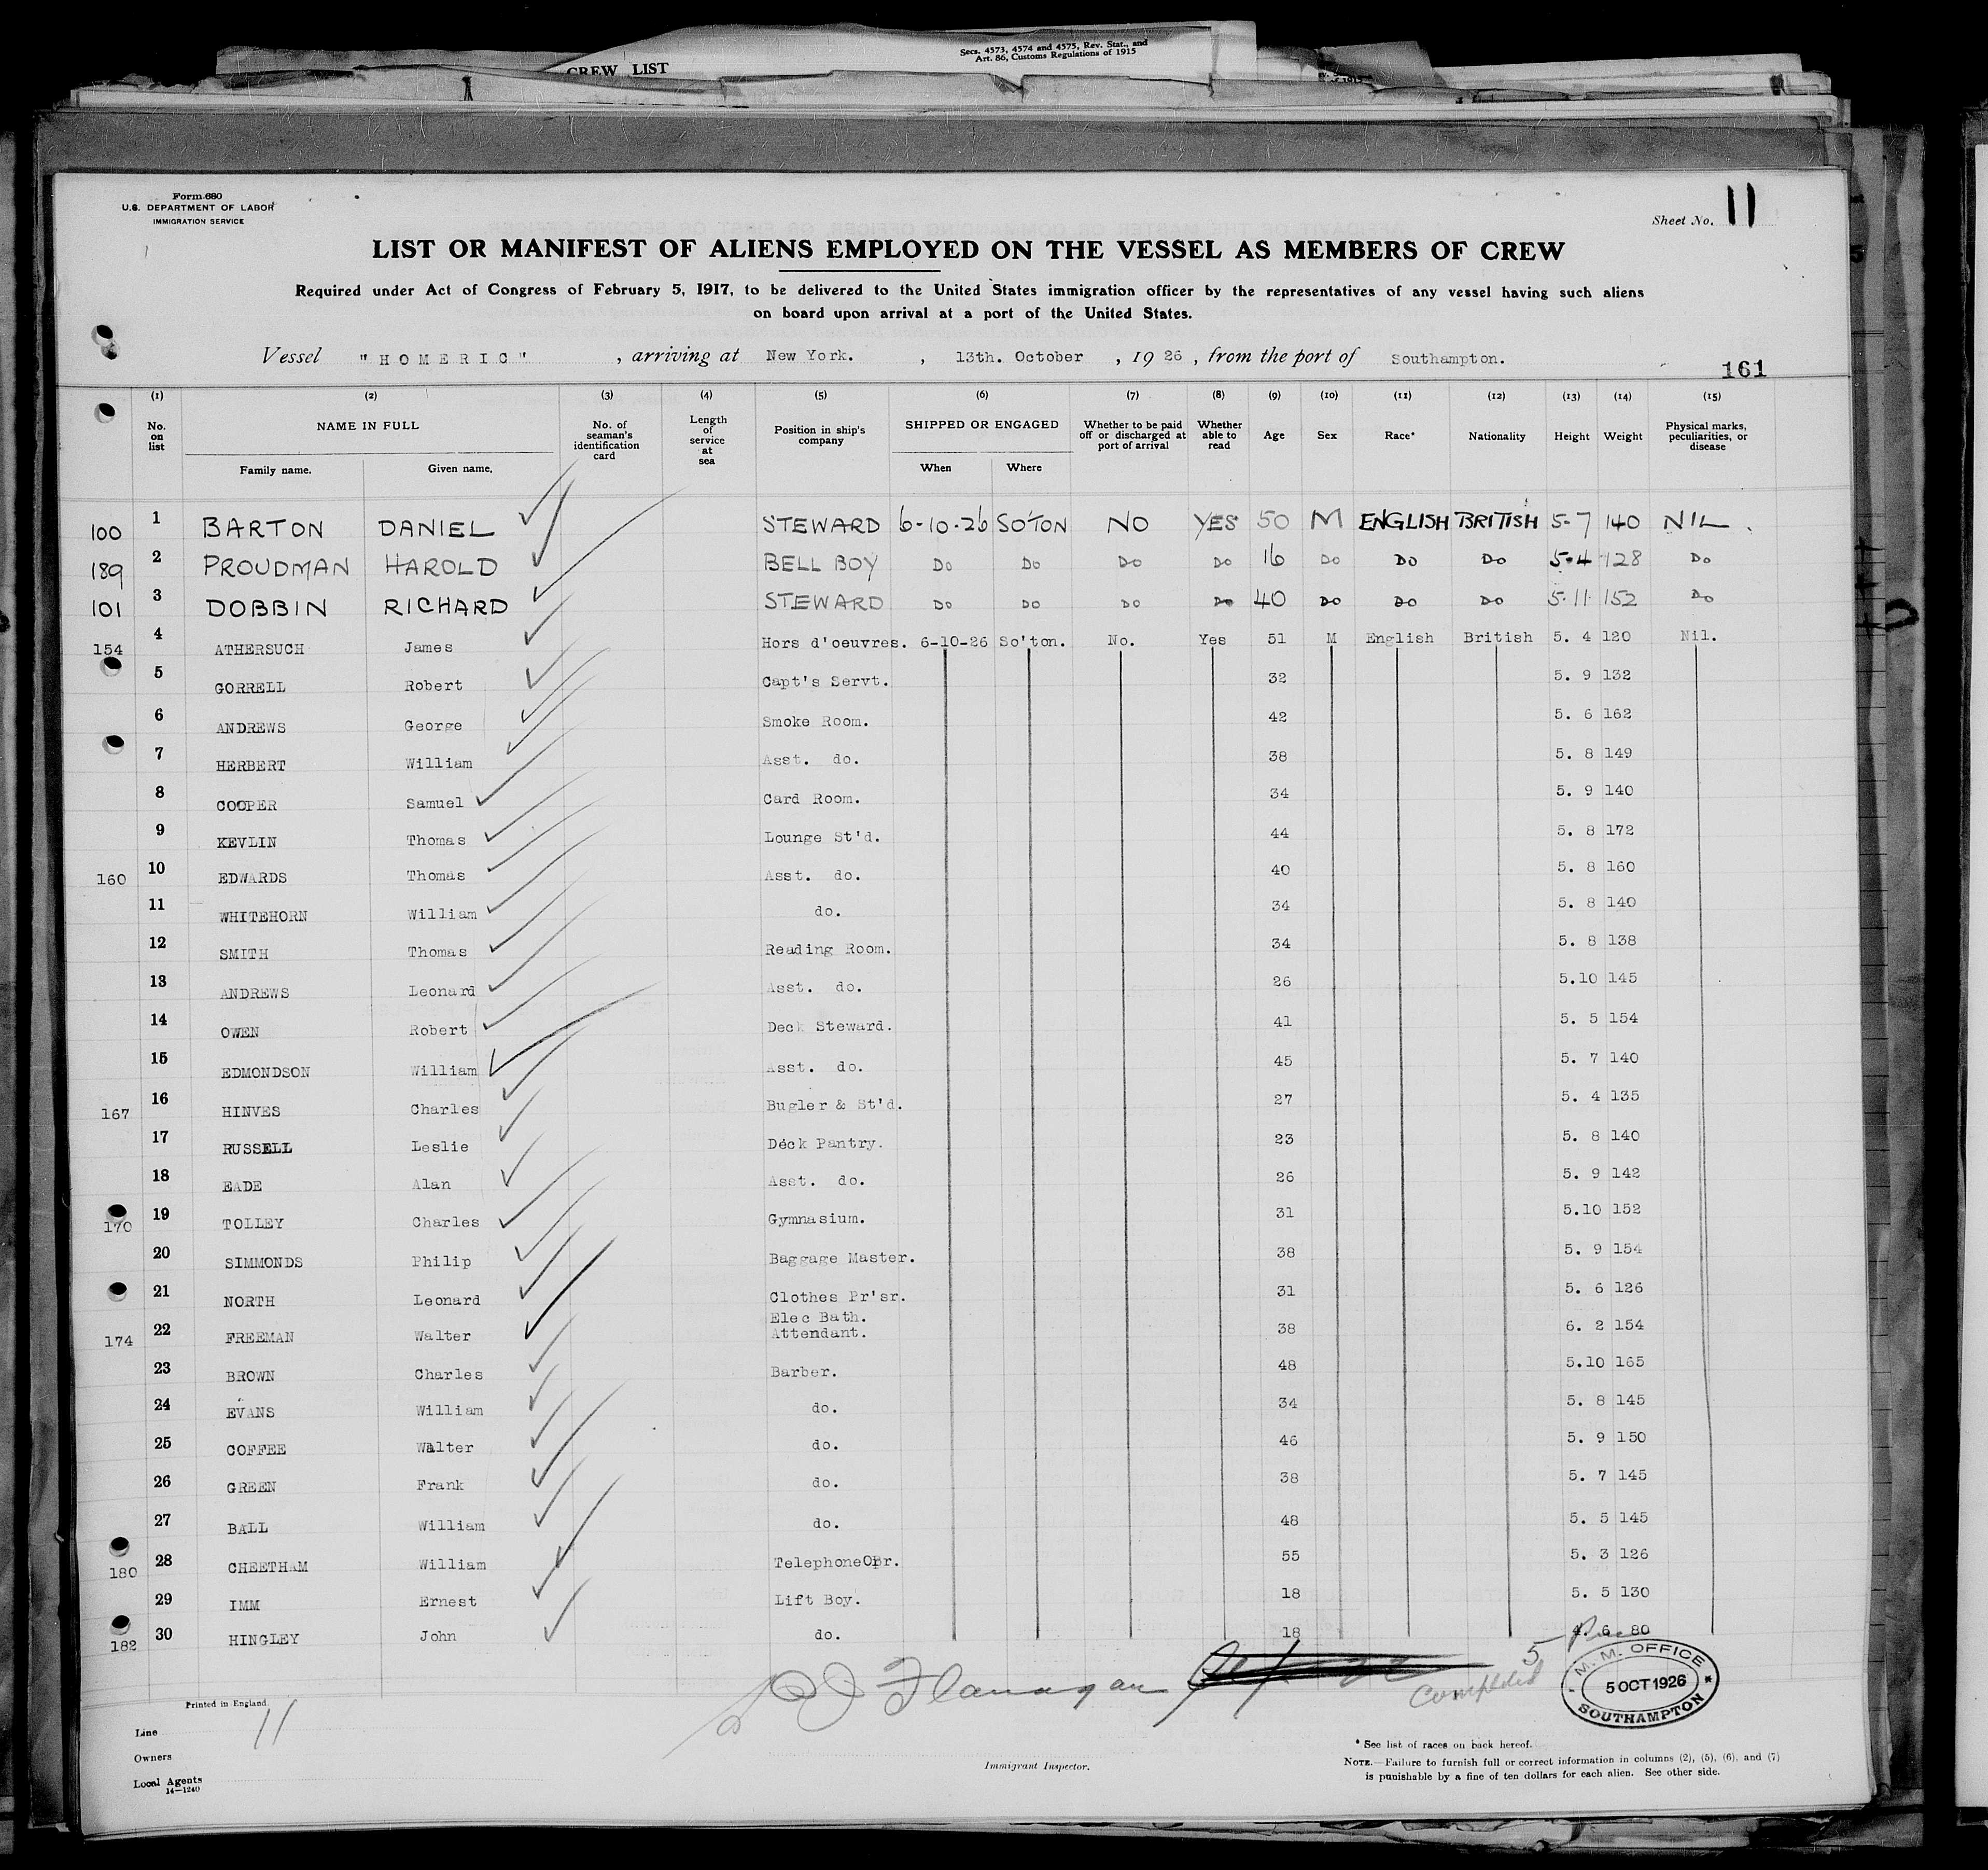 CREW LIST
Secs. 4573, 4574 and 4575, Rev. Stat., and
Art. 86, Customs Regulations of 1915
Form 680
U.S. DEPARTMENT OF LABOR
IMMIGRATION SERVICE
Sheet No. 11
LIST OR MANIFEST OF ALIENS EMPLOYED ON THE VESSEL AS MEMBERS OF CREW
Required under Act of Congress of February 5, 1917, to be delivered to the United States immigration officer by the representatives of any vessel having such aliens
on board upon arrival at a port of the United States.
Vessel "HOMERIC", arriving at New York., 13th. October, 1926, from the port of Southampton.
161
(1) (2) (3) (4) (5) (6) (7) (8) (9) (10) (11) (12) (13) (14) (15)
No. on list NAME IN FULL No. of seaman's identification card Length of service at sea Position in ship's company SHIPPED OR ENGAGED Whether to be paid off or discharged at port of arrival Whether able to read Age Sex Race* Nationality Height Weight Physical marks, peculiarities, or disease
Family name. Given name. When Where
100 1 BARTON DANIEL STEWARD 6-10-26 SO'TON NO YES 50 M ENGLISH BRITISH 5-7 140 NIL.
189 2 PROUDMAN HAROLD BELL BOY DO DO DO DO 16 DO DO DO 5-4 128 DO
101 3 DOBBIN RICHARD STEWARD DO DO DO DO 40 DO DO DO 5-11 152 DO
154 4 ATHERSUCH James Hors d'oeuvres. 6-10-26 So'ton. No. Yes 51 M English British 5. 4 120 Nil.
5 GORRELL Robert Capt's Servt. 32 5. 9 132
6 ANDREWS George Smoke Room. 42 5. 6 162
7 HERBERT William Asst. do. 38 5. 8 149
8 COOPER Samuel Card Room. 34 5. 9 140
9 KEVLIN Thomas Lounge St'd. 44 5. 8 172
160 10 EDWARDS Thomas Asst. do. 40 5. 8 160
11 WHITEHORN William do. 34 5. 8 140
12 SMITH Thomas Reading Room. 34 5. 8 138
13 ANDREWS Leonard Asst. do. 26 5.10 145
14 OWEN Robert Deck Steward. 41 5. 5 154
15 EDMONDSON William Asst. do. 45 5. 7 140
167 16 HINVES Charles Bugler & St'd. 27 5. 4 135
17 RUSSELL Leslie Deck Pantry. 23 5. 8 140
18 EADE Alan Asst. do. 26 5. 9 142
170 19 TOLLEY Charles Gymnasium. 31 5.10 152
20 SIMMONDS Philip Baggage Master. 38 5. 9 154
21 NORTH Leonard Clothes Pr'sr. 31 5. 6 126
174 22 FREEMAN Walter Elec Bath. Attendant. 38 6. 2 154
23 BROWN Charles Barber. 48 5.10 165
24 EVANS William do. 34 5. 8 145
25 COFFEE Walter do. 46 5. 9 150
26 GREEN Frank do. 38 5. 7 145
27 BALL William do. 48 5. 5 145
180 28 CHEETHAM William TelephoneOpr. 55 5. 3 126
29 IMM Ernest Lift Boy. 18 5. 5 130
182 30 HINGLEY John do. 18 4. 6 80
Flanagan
5
Completed
M.M. OFFICE
5 OCT 1926
SOUTHAMPTON
Printed in England
11
Line
Owners
Local Agents
14—1240
Immigrant Inspector.
* See list of races on back hereof.
NOTE.—Failure to furnish full or correct information in columns (2), (5), (6), and (7)
is punishable by a fine of ten dollars for each alien. See other side.